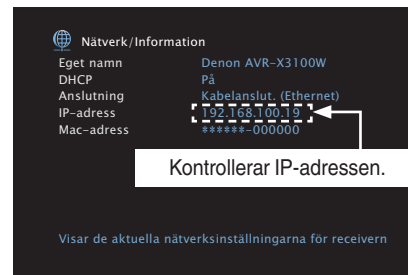 Nätverk/Information
Eget namn Denon AVR-X3100W
DHCP På
Anslutning Kabelanslut. (Ethernet)
IP-adress 192.168.100.19
Mac-adress ******-000000
Kontrollerar IP-adressen.
Visar de aktuella nätverksinställningarna för receivern